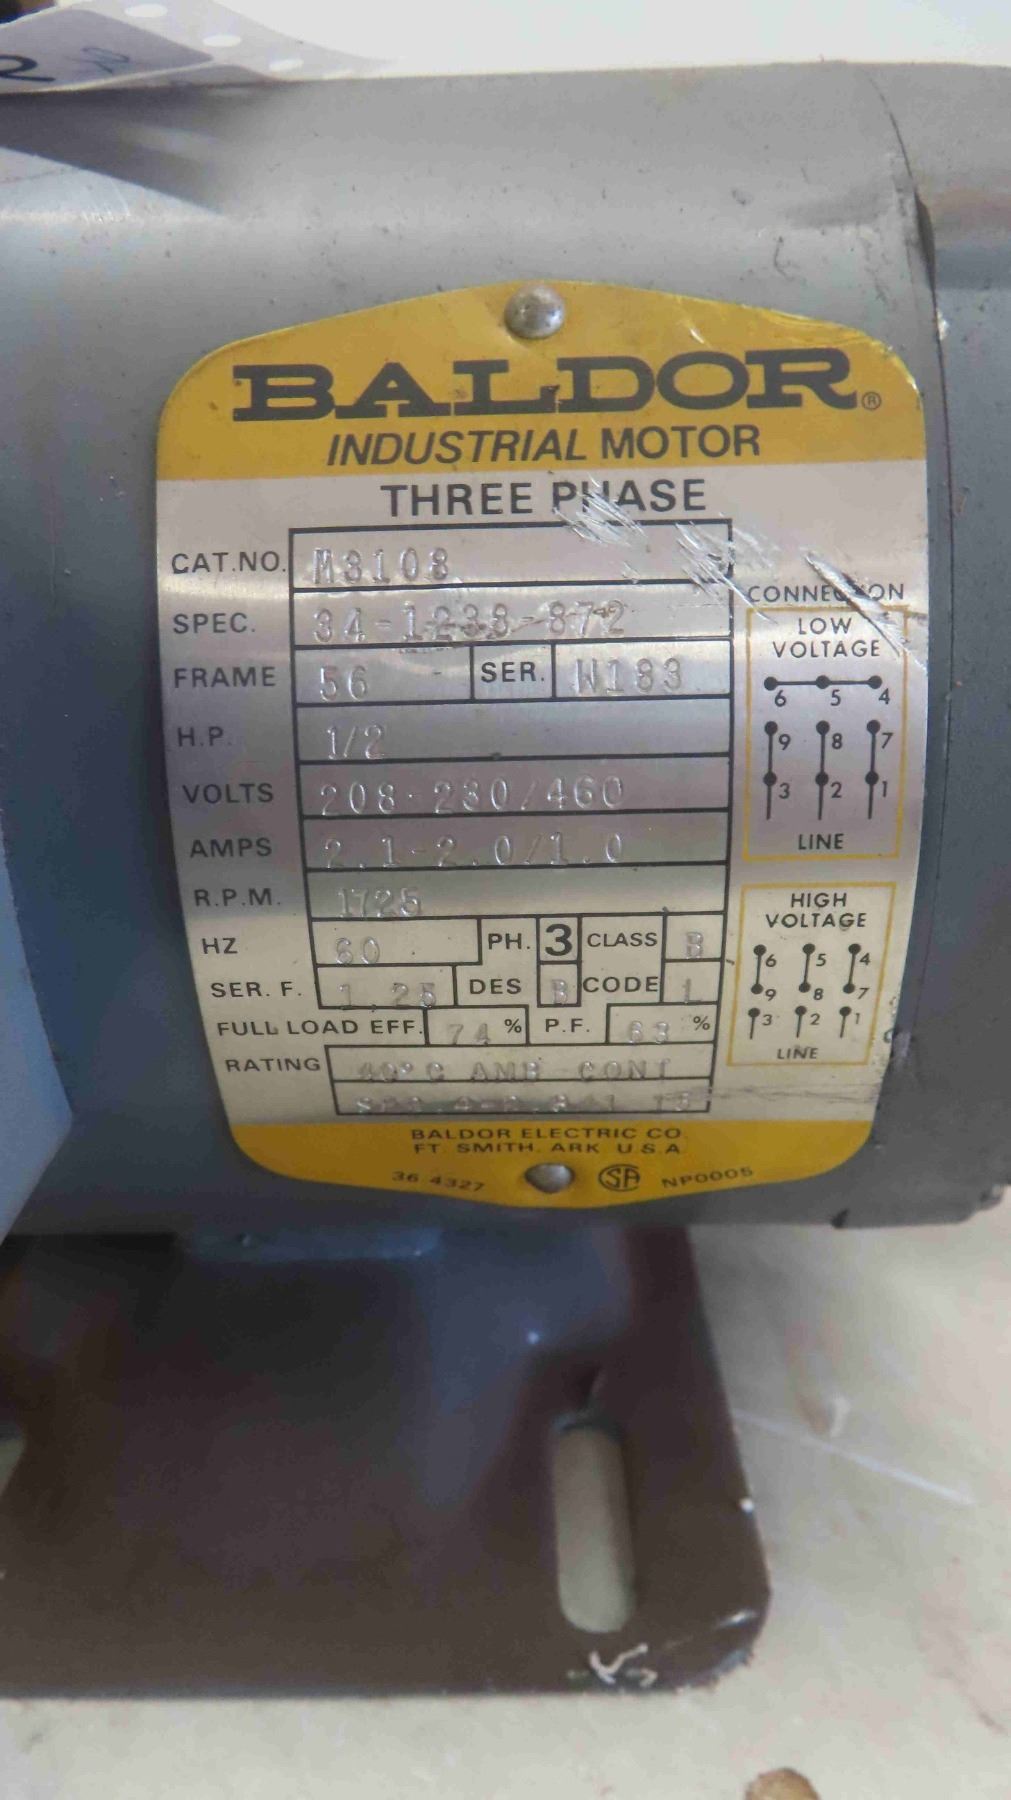 BALDOR®
INDUSTRIAL MOTOR
THREE PHASE
CAT.NO. M3108
SPEC. 34-1238-872
FRAME 56 SER. W183
H.P. 1/2
VOLTS 208-230/460
AMPS 2.1-2.0/1.0
R.P.M. 1725
HZ 60 PH. 3 CLASS B
SER. F. 1.25 DES B CODE L
FULL LOAD EFF. 74 % P.F. 63 %
RATING 40°C AMB CONT
CONNECTION
LOW
VOLTAGE
6 5 4
9 8 7
3 2 1
LINE
HIGH
VOLTAGE
6 5 4
9 8 7
3 2 1
LINE
BALDOR ELECTRIC CO.
FT. SMITH, ARK U.S.A.
36 4327 SA NP0005